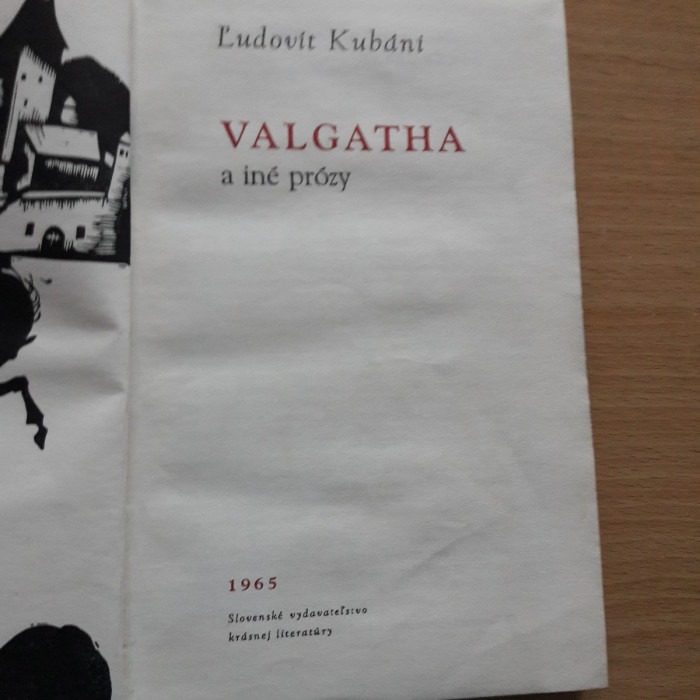 Ľudovít Kubáni
VALGATHA
a iné prózy
1965
Slovenské vydavateľstvo
krásnej literatúry